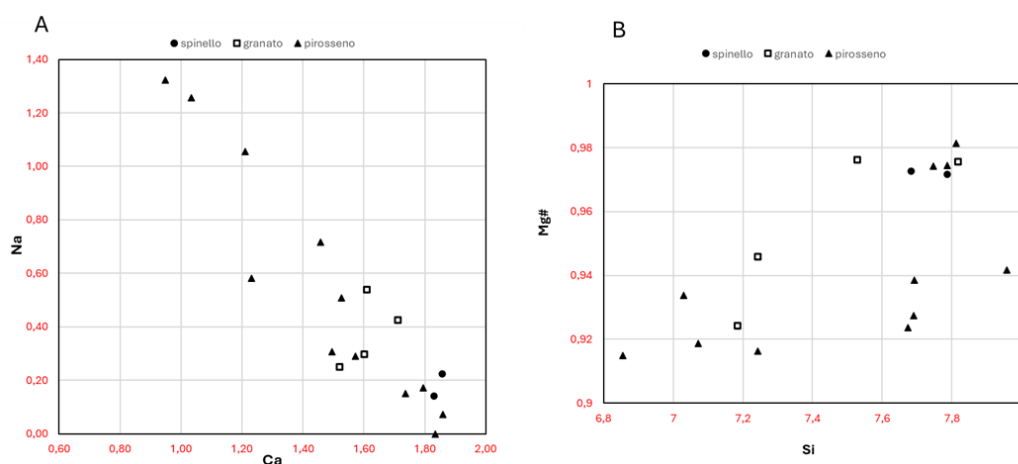 A
● spinello □ granato ▲ pirosseno
1,40
1,20
1,00
0,80
0,60
0,40
0,20
0,00
0,60 0,80 1,00 1,20 1,40 1,60 1,80 2,00
Na
Ca
B
● spinello □ granato ▲ pirosseno
1
0,98
0,96
0,94
0,92
0,9
6,8 7 7,2 7,4 7,6 7,8
Mg#
Si